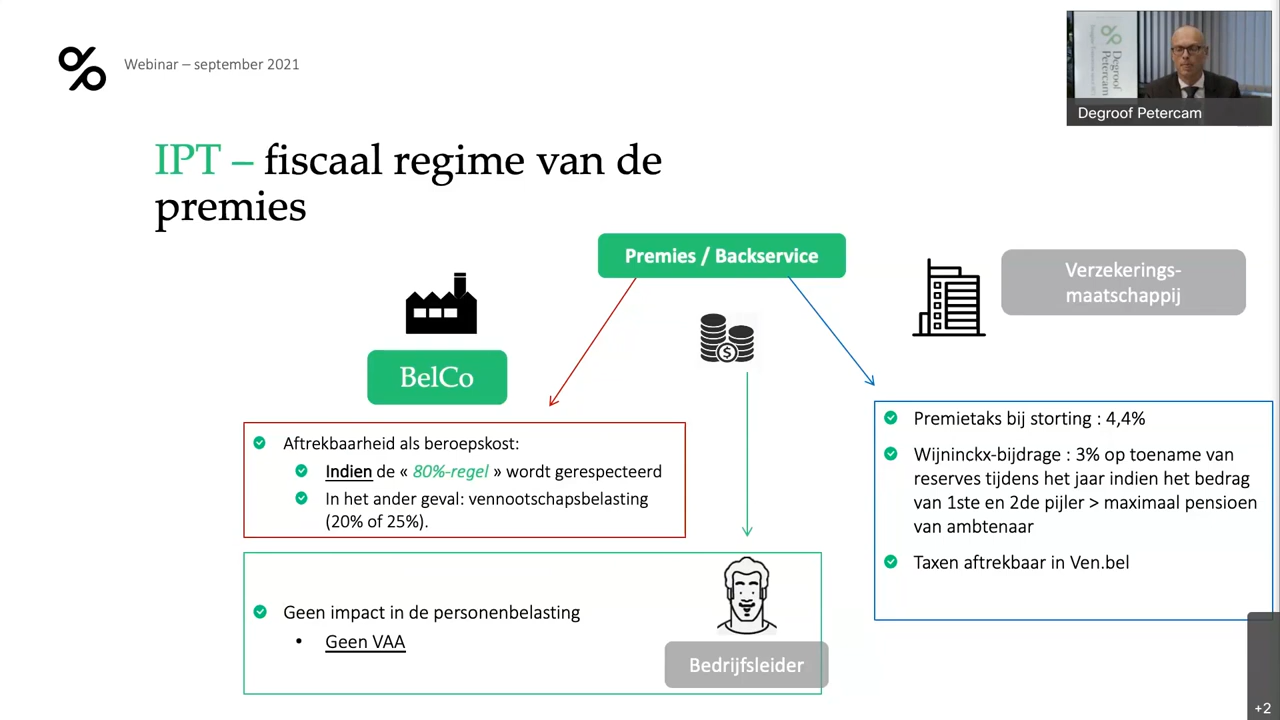 Webinar – september 2021
Degroof
Petercam
Degroof Petercam
IPT – fiscaal regime van de
premies
Premies / Backservice
Verzekerings-
maatschappij
BelCo
Aftrekbaarheid als beroepskost:
Indien de « 80%-regel » wordt gerespecteerd
In het ander geval: vennootschapsbelasting
(20% of 25%).
Premietaks bij storting : 4,4%
Wijninckx-bijdrage : 3% op toename van
reserves tijdens het jaar indien het bedrag
van 1ste en 2de pijler > maximaal pensioen
van ambtenaar
Taxen aftrekbaar in Ven.bel
Geen impact in de personenbelasting
• Geen VAA
Bedrijfsleider
+2